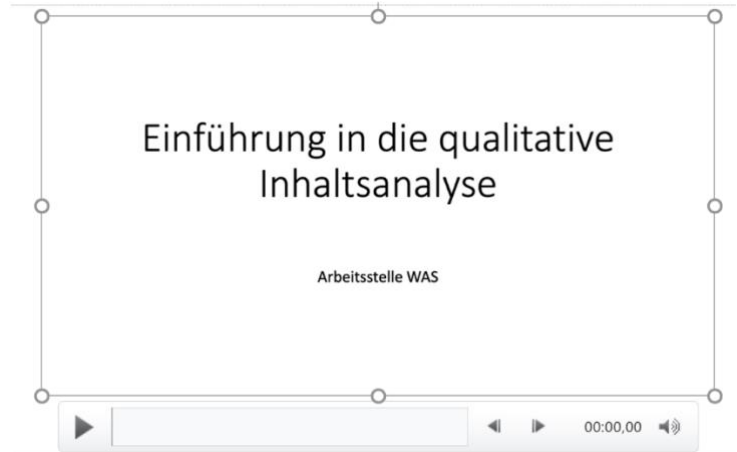 Einführung in die qualitative
Inhaltsanalyse
Arbeitsstelle WAS
00:00,00